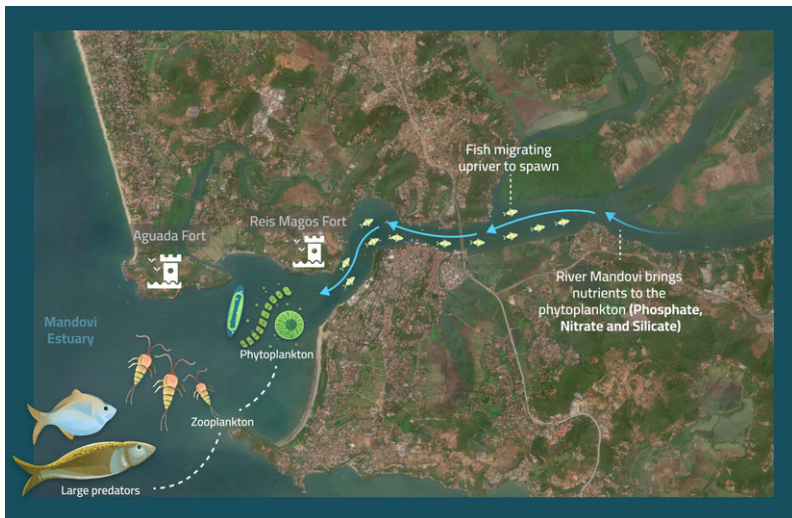 Fish migrating
upriver to spawn
Reis Magos Fort
Aguada Fort
River Mandovi brings
nutrients to the
phytoplankton (Phosphate,
Nitrate and Silicate)
Mandovi
Estuary
Phytoplankton
Zooplankton
Large predators